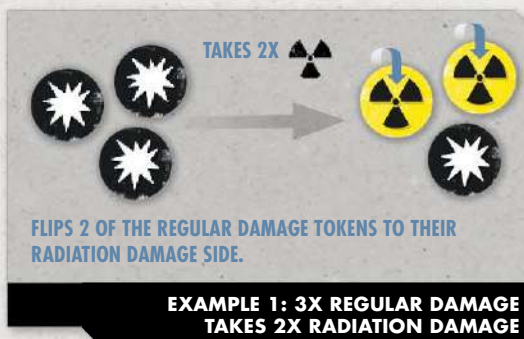 TAKES 2X
FLIPS 2 OF THE REGULAR DAMAGE TOKENS TO THEIR
RADIATION DAMAGE SIDE.
EXAMPLE 1: 3X REGULAR DAMAGE
TAKES 2X RADIATION DAMAGE